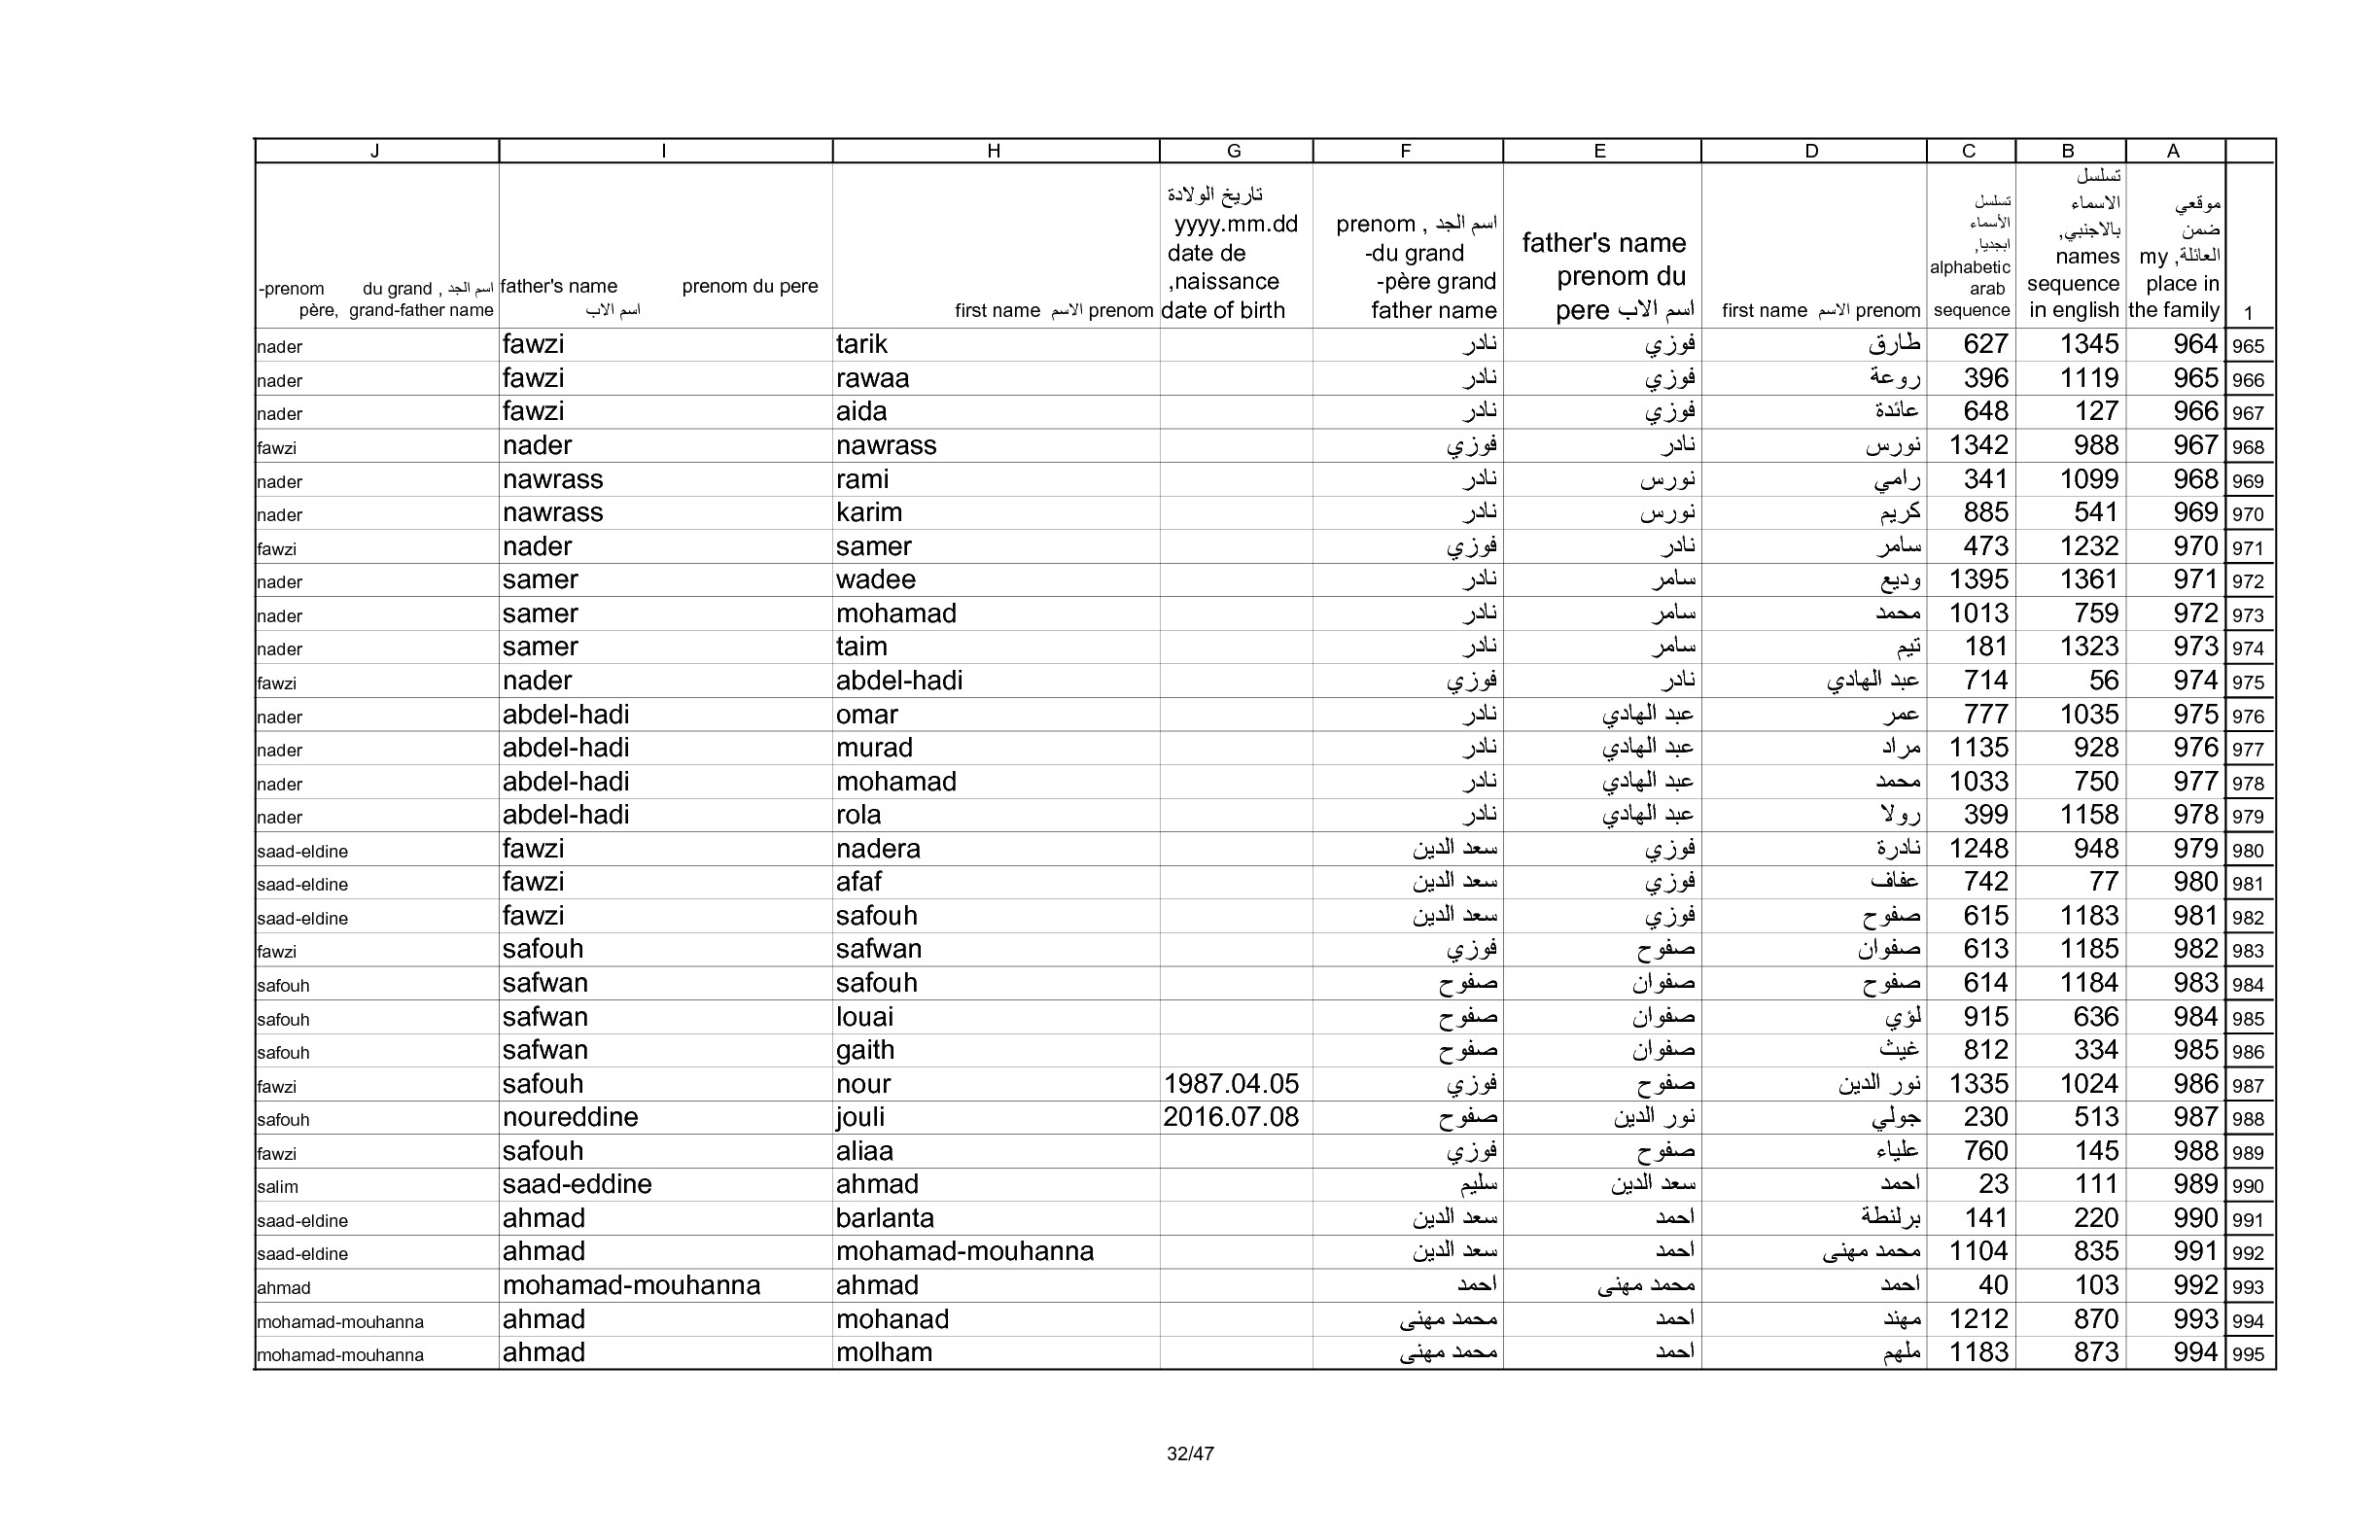 J I H G F E D C B A
-prenom du grand , اسم الجد père, grand-father name
father's name prenom du pere اسم الاب
first name الاسم prenom
تاريخ الولادة yyyy.mm.dd date de ,naissance date of birth
prenom , اسم الجد -du grand -père grand father name
father's name prenom du pere اسم الاب
first name الاسم prenom
تسلسل الأسماء ابجديا, alphabetic arab sequence
تسلسل الاسماء بالاجنبي, names sequence in english
موقعي ضمن العائلة, my place in the family
1
nader fawzi tarik نادر فوزي طارق 627 1345 964 965
nader fawzi rawaa نادر فوزي روعة 396 1119 965 966
nader fawzi aida نادر فوزي عائدة 648 127 966 967
fawzi nader nawrass فوزي نادر نورس 1342 988 967 968
nader nawrass rami نادر نورس رامي 341 1099 968 969
nader nawrass karim نادر نورس كريم 885 541 969 970
fawzi nader samer فوزي نادر سامر 473 1232 970 971
nader samer wadee نادر سامر وديع 1395 1361 971 972
nader samer mohamad نادر سامر محمد 1013 759 972 973
nader samer taim نادر سامر تيم 181 1323 973 974
fawzi nader abdel-hadi فوزي نادر عبد الهادي 714 56 974 975
nader abdel-hadi omar نادر عبد الهادي عمر 777 1035 975 976
nader abdel-hadi murad نادر عبد الهادي مراد 1135 928 976 977
nader abdel-hadi mohamad نادر عبد الهادي محمد 1033 750 977 978
nader abdel-hadi rola نادر عبد الهادي رولا 399 1158 978 979
saad-eldine fawzi nadera سعد الدين فوزي نادرة 1248 948 979 980
saad-eldine fawzi afaf سعد الدين فوزي عفاف 742 77 980 981
saad-eldine fawzi safouh سعد الدين فوزي صفوح 615 1183 981 982
fawzi safouh safwan فوزي صفوح صفوان 613 1185 982 983
safouh safwan safouh صفوح صفوان صفوح 614 1184 983 984
safouh safwan louai صفوح صفوان لؤي 915 636 984 985
safouh safwan gaith صفوح صفوان غيث 812 334 985 986
fawzi safouh nour 1987.04.05 فوزي صفوح نور الدين 1335 1024 986 987
safouh noureddine jouli 2016.07.08 صفوح نور الدين جولي 230 513 987 988
fawzi safouh aliaa فوزي صفوح علياء 760 145 988 989
salim saad-eddine ahmad سليم سعد الدين احمد 23 111 989 990
saad-eldine ahmad barlanta سعد الدين احمد برلنطة 141 220 990 991
saad-eldine ahmad mohamad-mouhanna سعد الدين احمد محمد مهنى 1104 835 991 992
ahmad mohamad-mouhanna ahmad احمد محمد مهنى احمد 40 103 992 993
mohamad-mouhanna ahmad mohanad محمد مهنى احمد مهند 1212 870 993 994
mohamad-mouhanna ahmad molham محمد مهنى احمد ملهم 1183 873 994 995
32/47